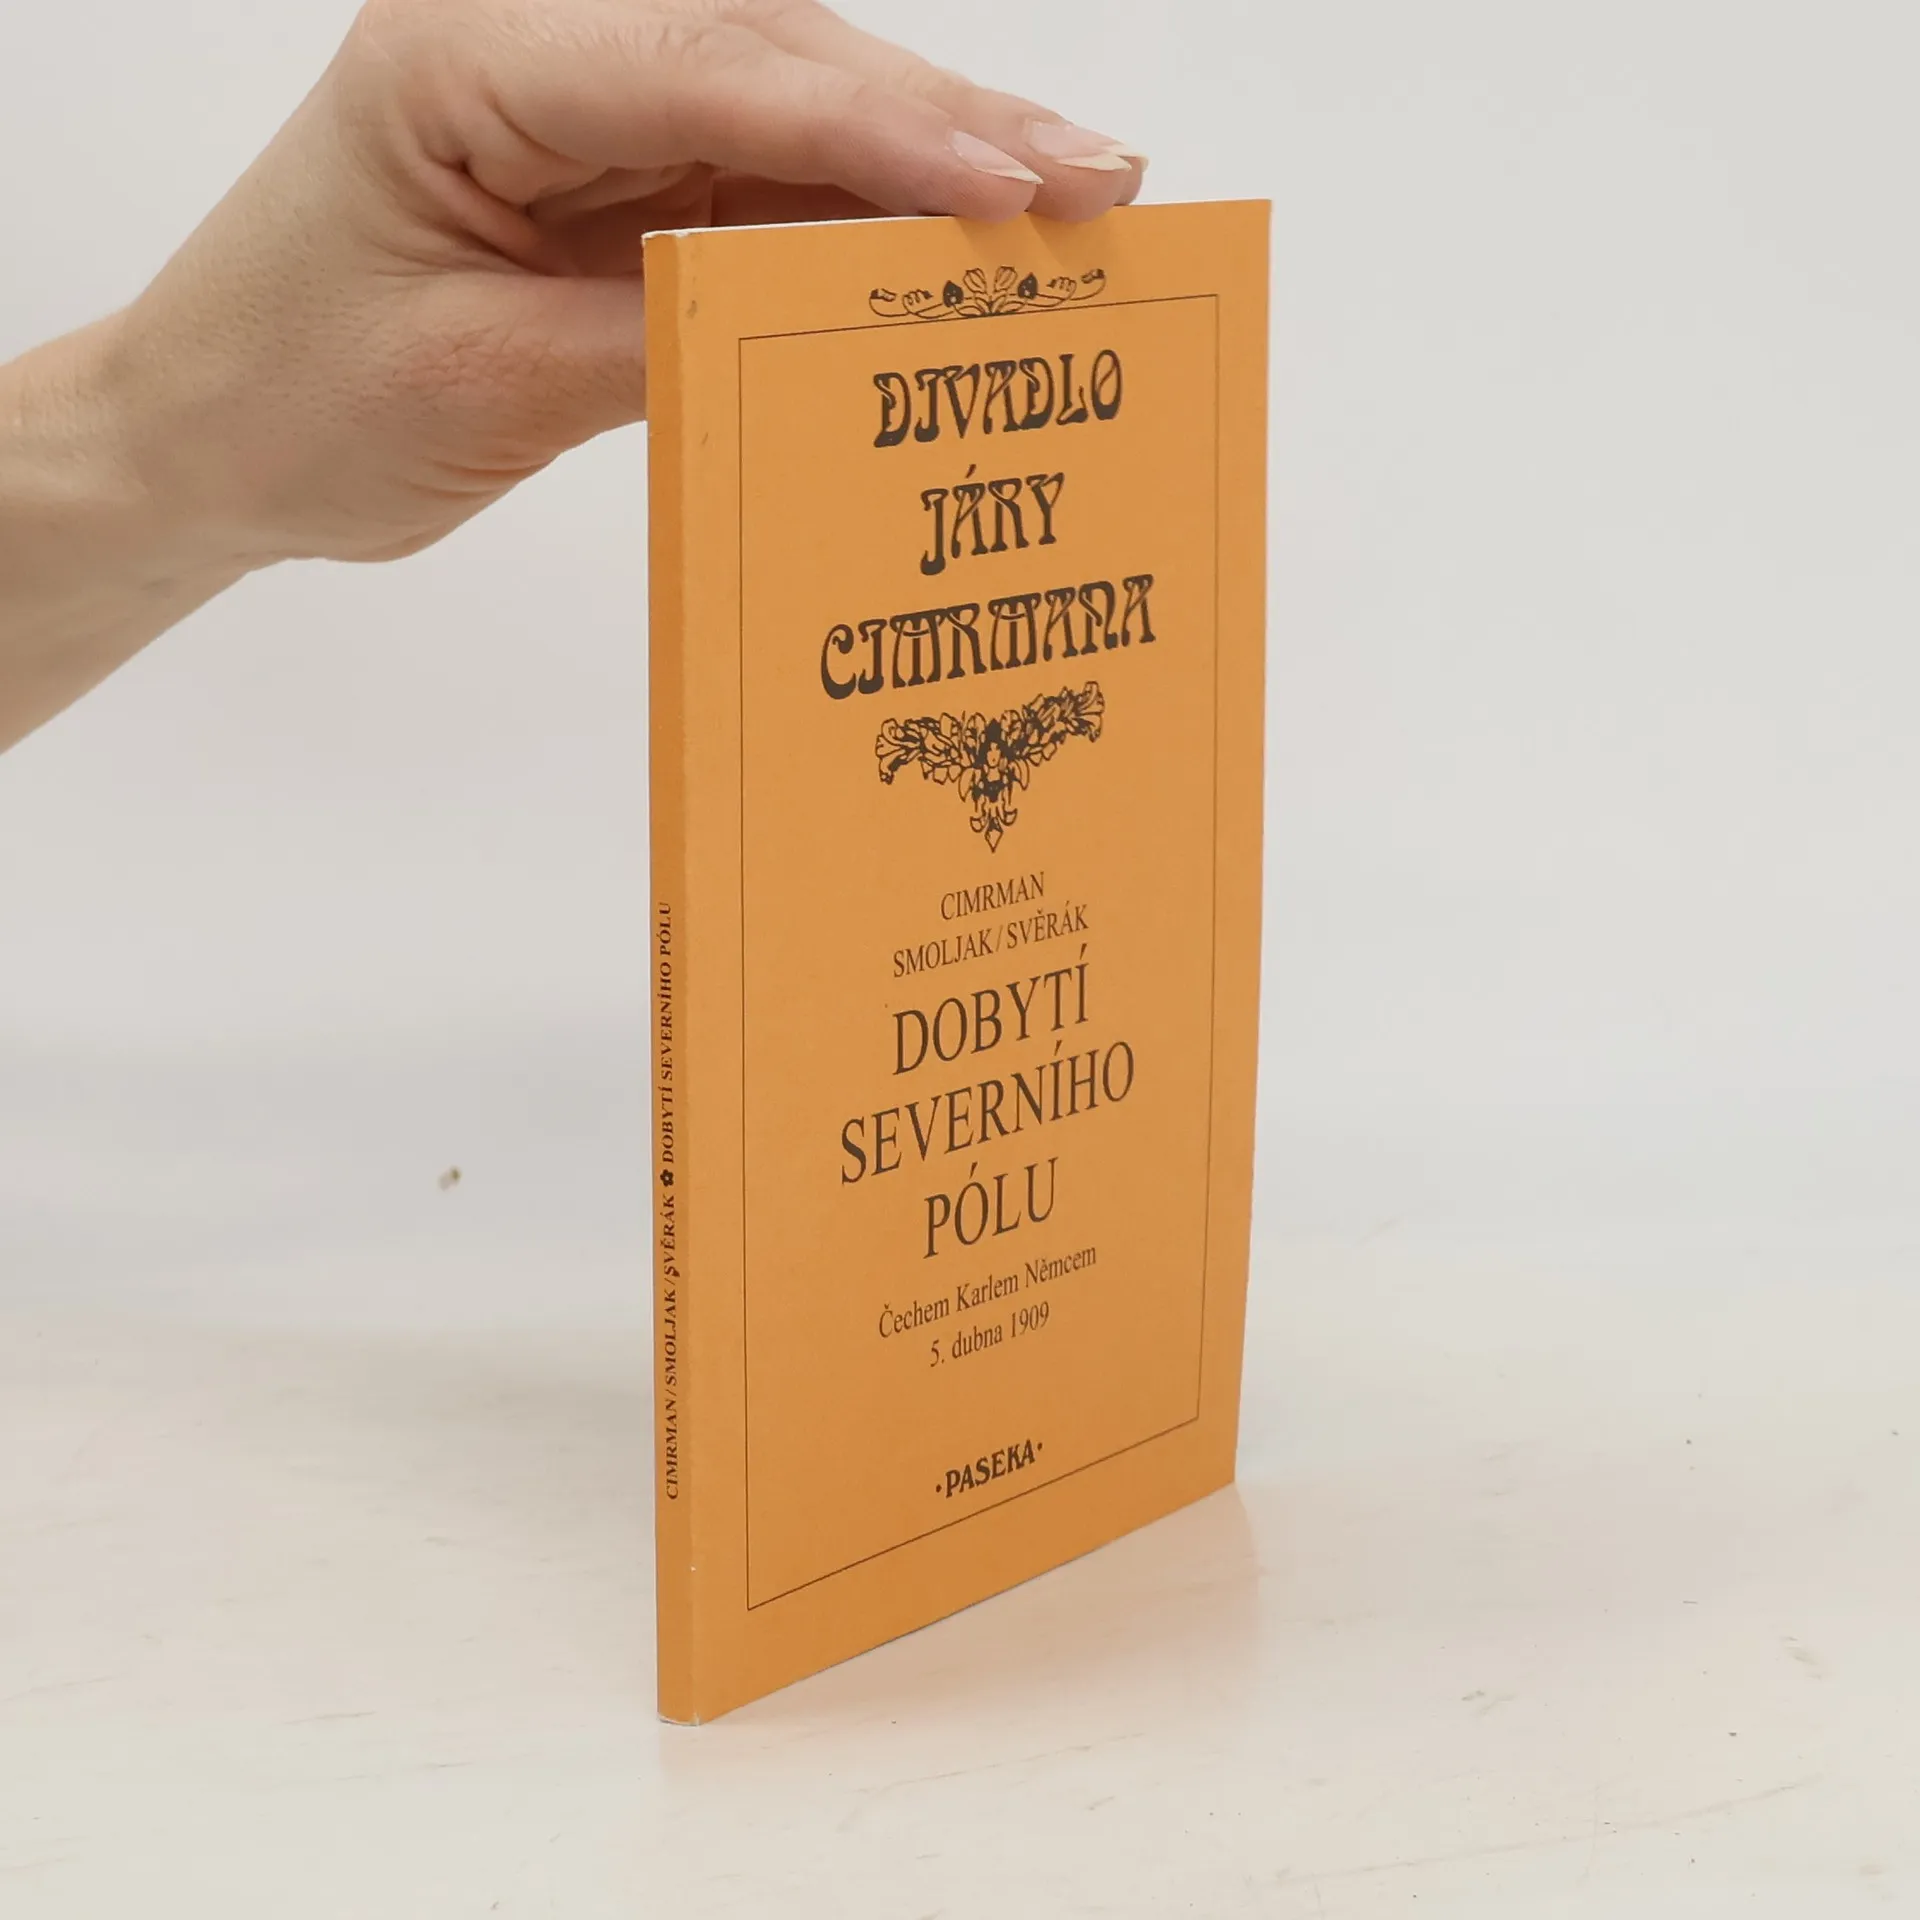 DIVADLO
JÁRY
CIMRMANA
CIMRMAN
SMOLJAK/SVĚRÁK
DOBYTÍ
SEVERNÍHO
PÓLU
Čechem Karlem Němcem
5. dubna 1909
·PASEKA·
CIMRMAN/SMOLJAK/SVĚRÁK ✿ DOBYTÍ SEVERNÍHO PÓLU